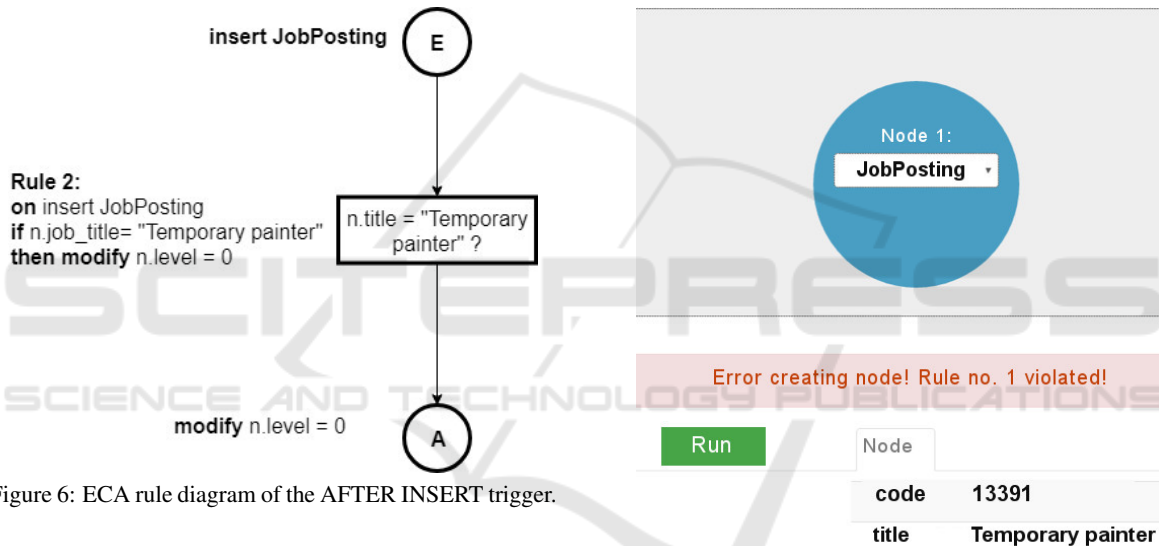 insert JobPosting
E
Rule 2:
on insert JobPosting
if n.job_title= "Temporary painter"
then modify n.level = 0
n.title = "Temporary
painter" ?
modify n.level = 0
A
igure 6: ECA rule diagram of the AFTER INSERT trigger.
Node 1:
JobPosting
Error creating node! Rule no. 1 violated!
Run
Node
code 13391
title Temporary painter
SCITEPRESS
SCIENCE AND TECHNOLOGY PUBLICATIONS